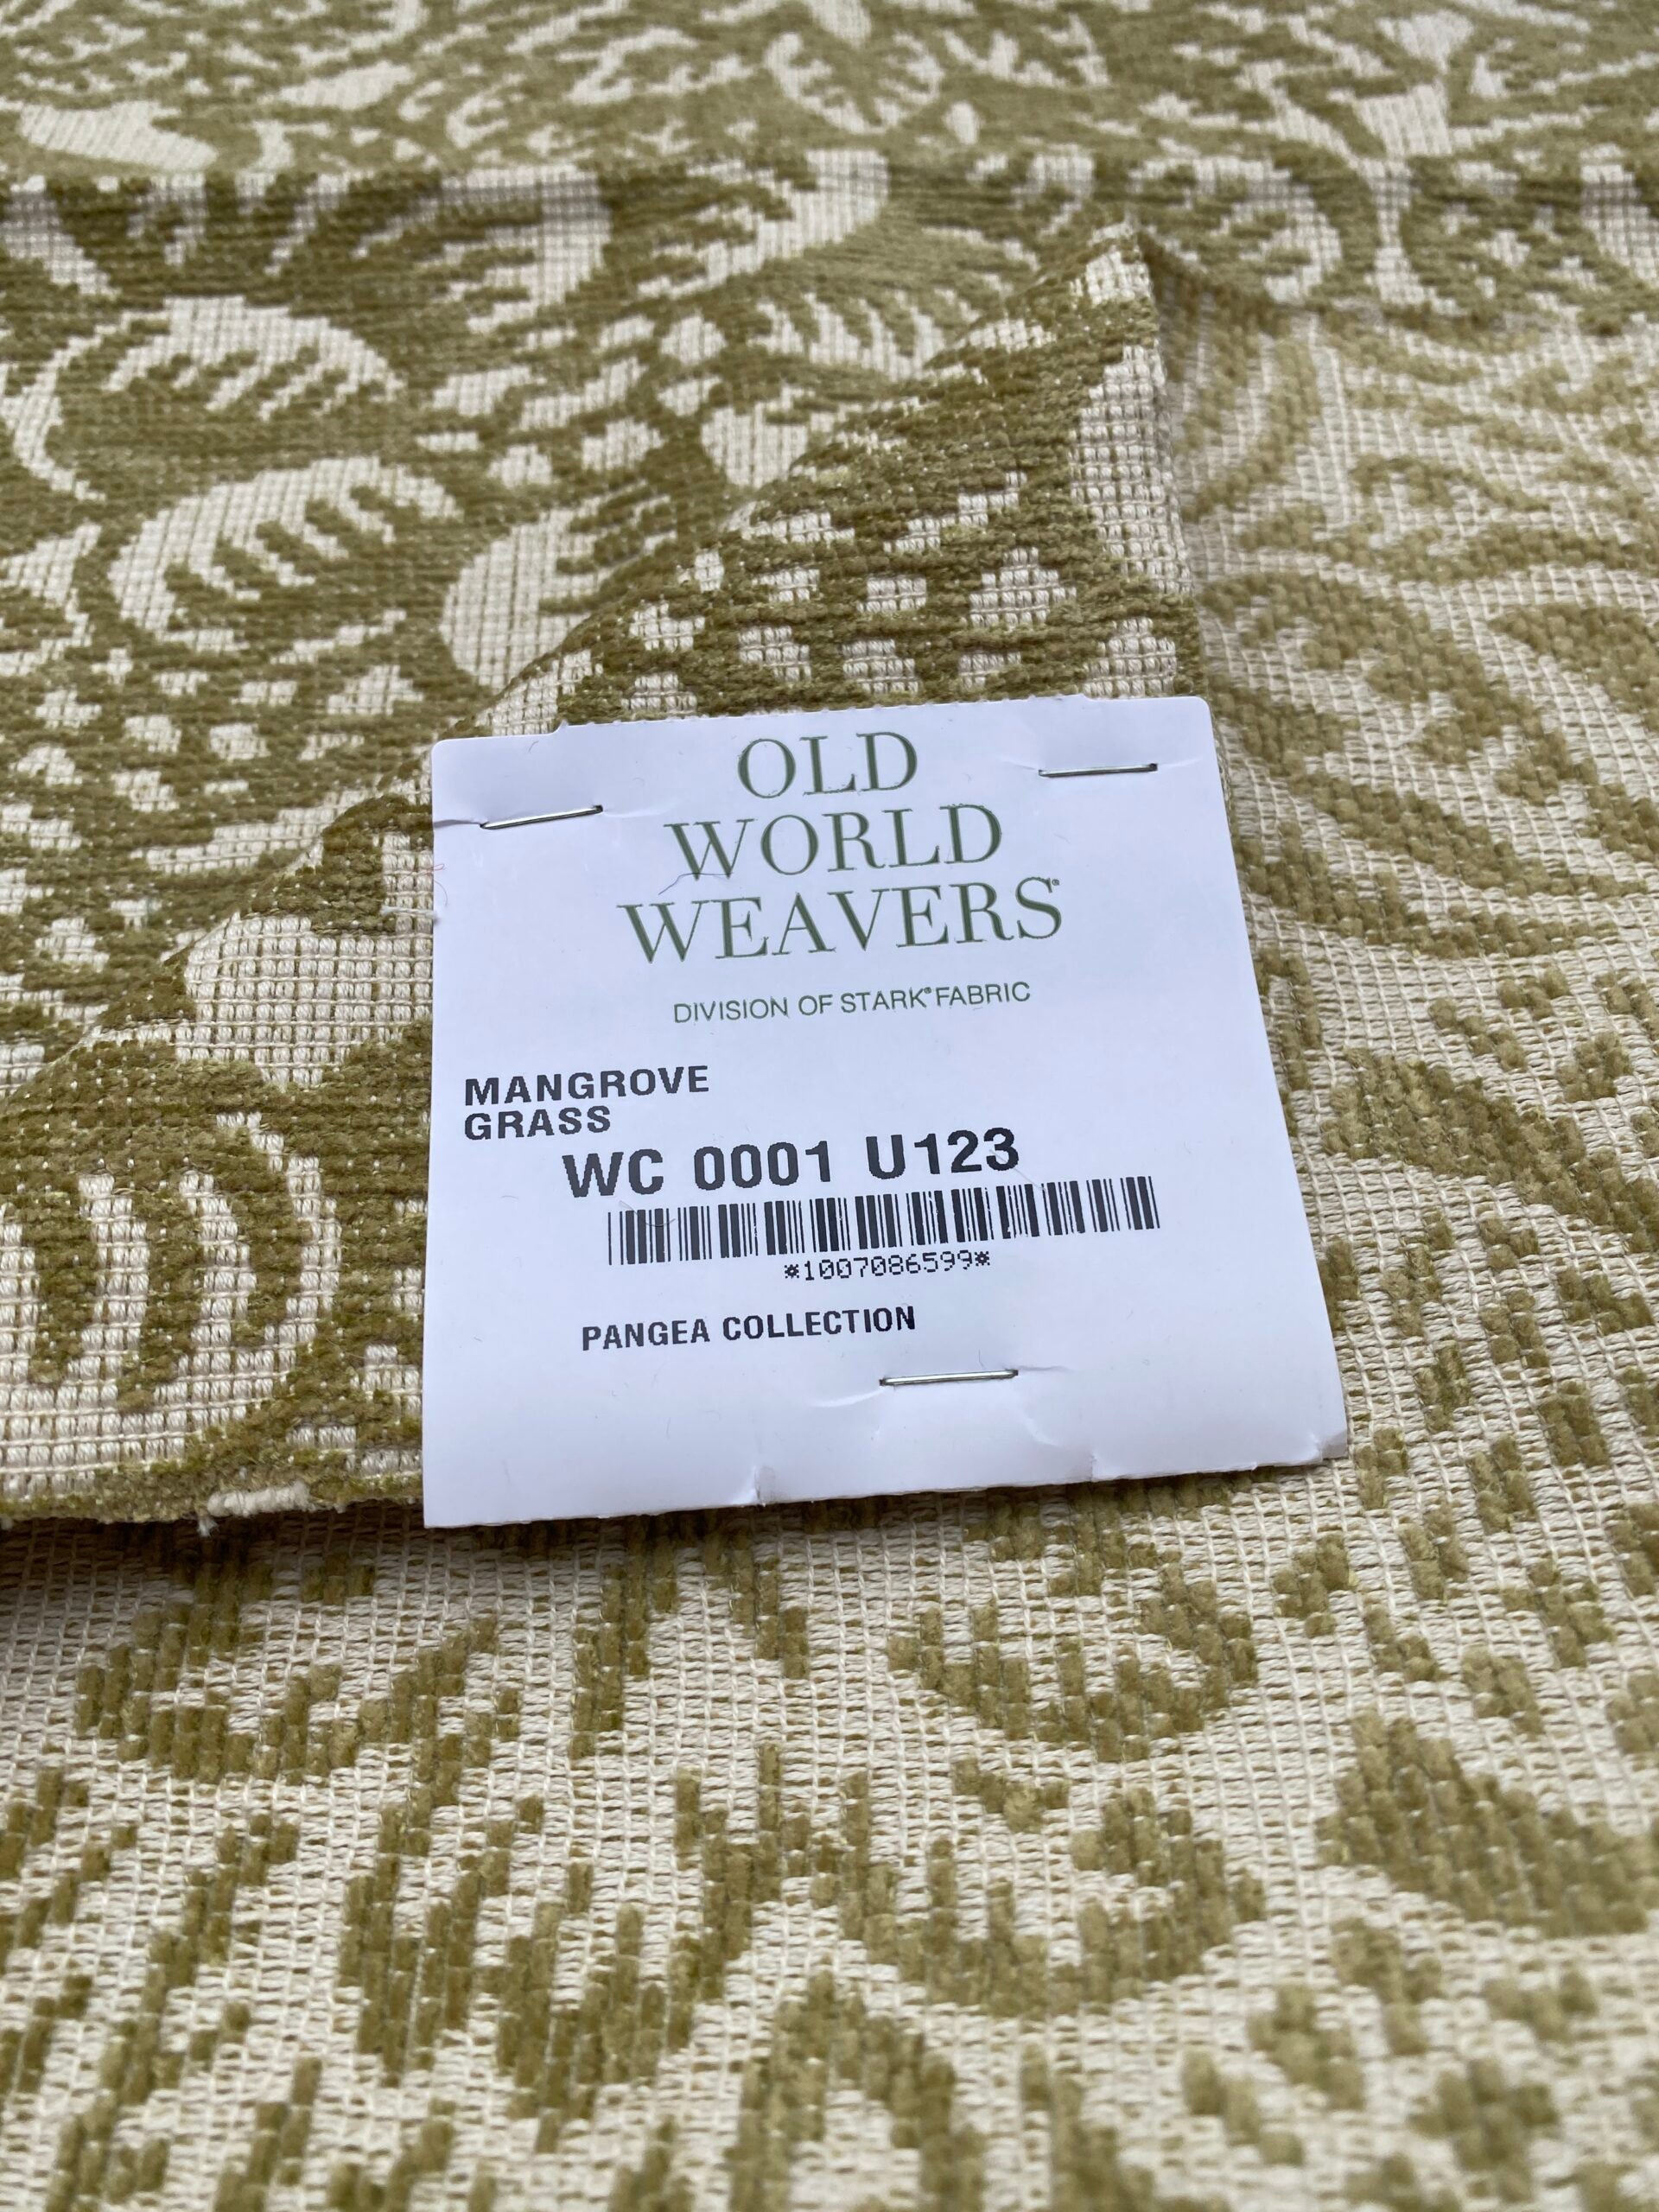 OLD
WORLD
WEAVERS®
DIVISION OF STARK® FABRIC
MANGROVE
GRASS
WC 0001 U123
*1007086599*
PANGEA COLLECTION